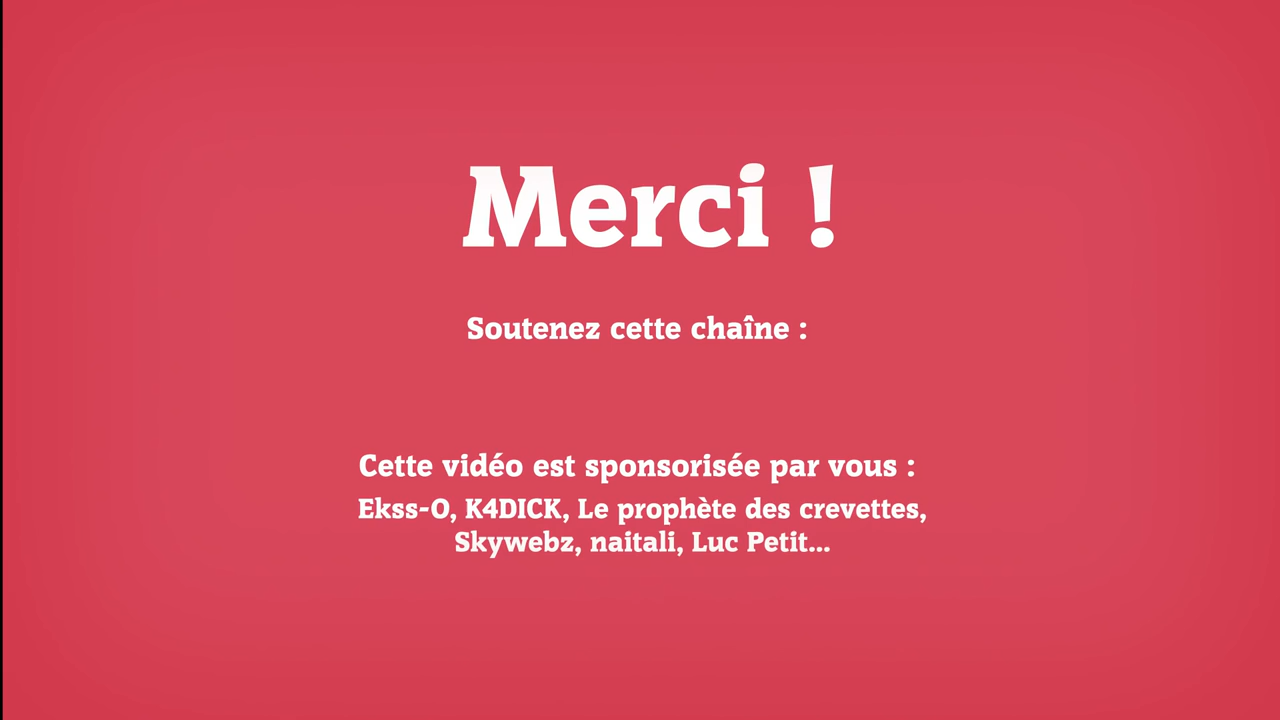 Merci !
Soutenez cette chaîne :
Cette vidéo est sponsorisée par vous :
Ekss-O, K4DICK, Le prophète des crevettes,
Skywebz, naitali, Luc Petit...